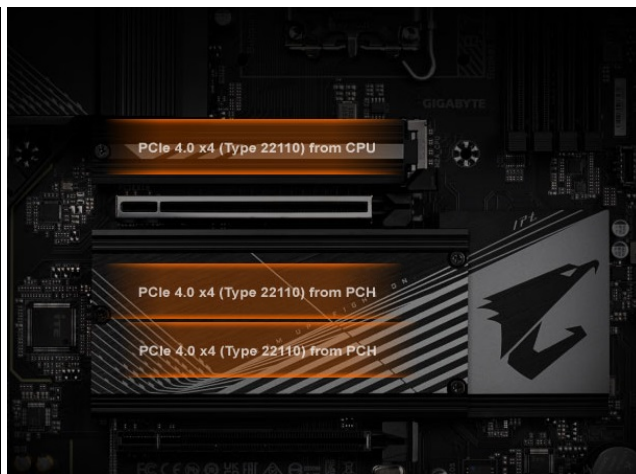 GIGABYTE
PCIe 4.0 x4 (Type 22110) from CPU
PCIe 4.0 x4 (Type 22110) from PCH
PCIe 4.0 x4 (Type 22110) from PCH